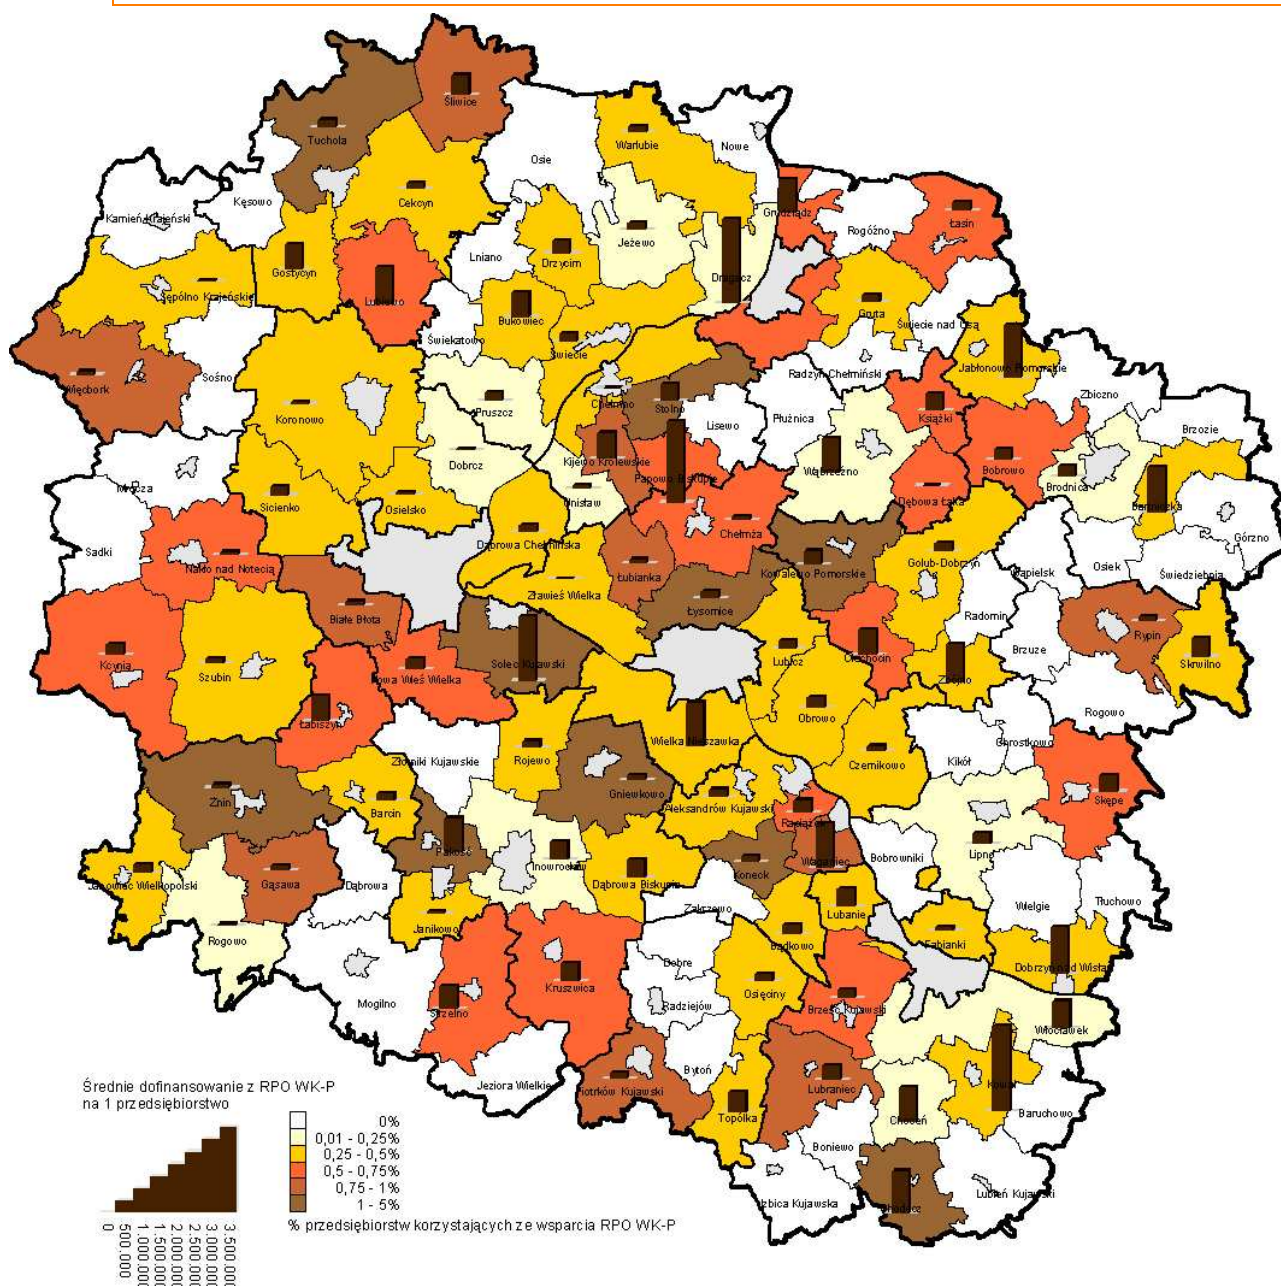 Śliwice
Tuchola
Warlubie
Nowe
Osie
Cekcyn
Kęsowo
Kamień Krajeński
Grudziądz
Łasin
Rogóźno
Jeżewo
Lniano
Drzycim
Dragacz
Gostycyn
Lubiewo
Sępólno Krajeńskie
Bukowiec
Gruta
Świecie nad Osą
Świekatowo
Świecie
Jabłonowo Pomorskie
Radzyń Chełmiński
Więcbork
Sośno
Zbiczno
Chełmno
Stolno
Pruszcz
Płużnica
Książki
Koronowo
Lisewo
Brzozie
Kijewo Królewskie
Bobrowo
Dobrcz
Wąbrzeźno
Brodnica
Papowo Biskupie
Mrocza
Unisław
Dębowa Łąka
Bartniczka
Sicienko
Osielsko
Chełmża
Górzno
Dąbrowa Chełmińska
Sadki
Nakło nad Notecią
Golub-Dobrzyń
Kowalewo Pomorskie
Łubianka
Wąpielsk
Osiek
Świedziebnia
Zławieś Wielka
Łysomice
Białe Błota
Radomin
Rypin
Kcynia
Lubicz
Ciechocin
Brzuze
Szubin
Nowa Wieś Wielka
Solec Kujawski
Zbójno
Skrwilno
Obrowo
Łabiszyn
Rogowo
Wielka Nieszawka
Chrostkowo
Złotniki Kujawskie
Rojewo
Czernikowo
Kikół
Żnin
Gniewkowo
Skępe
Barcin
Aleksandrów Kujawski
Raciążek
Pakość
Lipno
Gąsawa
Dąbrowa
Inowrocław
Waganiec
Bobrowniki
Koneck
Janowiec Wielkopolski
Dąbrowa Biskupia
Tłuchowo
Wielgie
Zakrzewo
Lubanie
Janikowo
Rogowo
Bądkowo
Fabianki
Dobre
Dobrzyń nad Wisłą
Kruszwica
Osięciny
Mogilno
Radziejów
Strzelno
Brześć Kujawski
Włocławek
Bytoń
Jeziora Wielkie
Piotrków Kujawski
Lubraniec
Kowal
Topólka
Choceń
Baruchowo
Boniewo
Izbica Kujawska
Lubień Kujawski
Chodecz
Średnie dofinansowanie z RPO WK-P
na 1 przedsiębiorstwo
0
500.000
1.000.000
1.500.000
2.000.000
2.500.000
3.000.000
3.500.000
0%
0,01 - 0,25%
0,25 - 0,5%
0,5 - 0,75%
0,75 - 1%
1 - 5%
% przedsiębiorstw korzystających ze wsparcia RPO WK-P